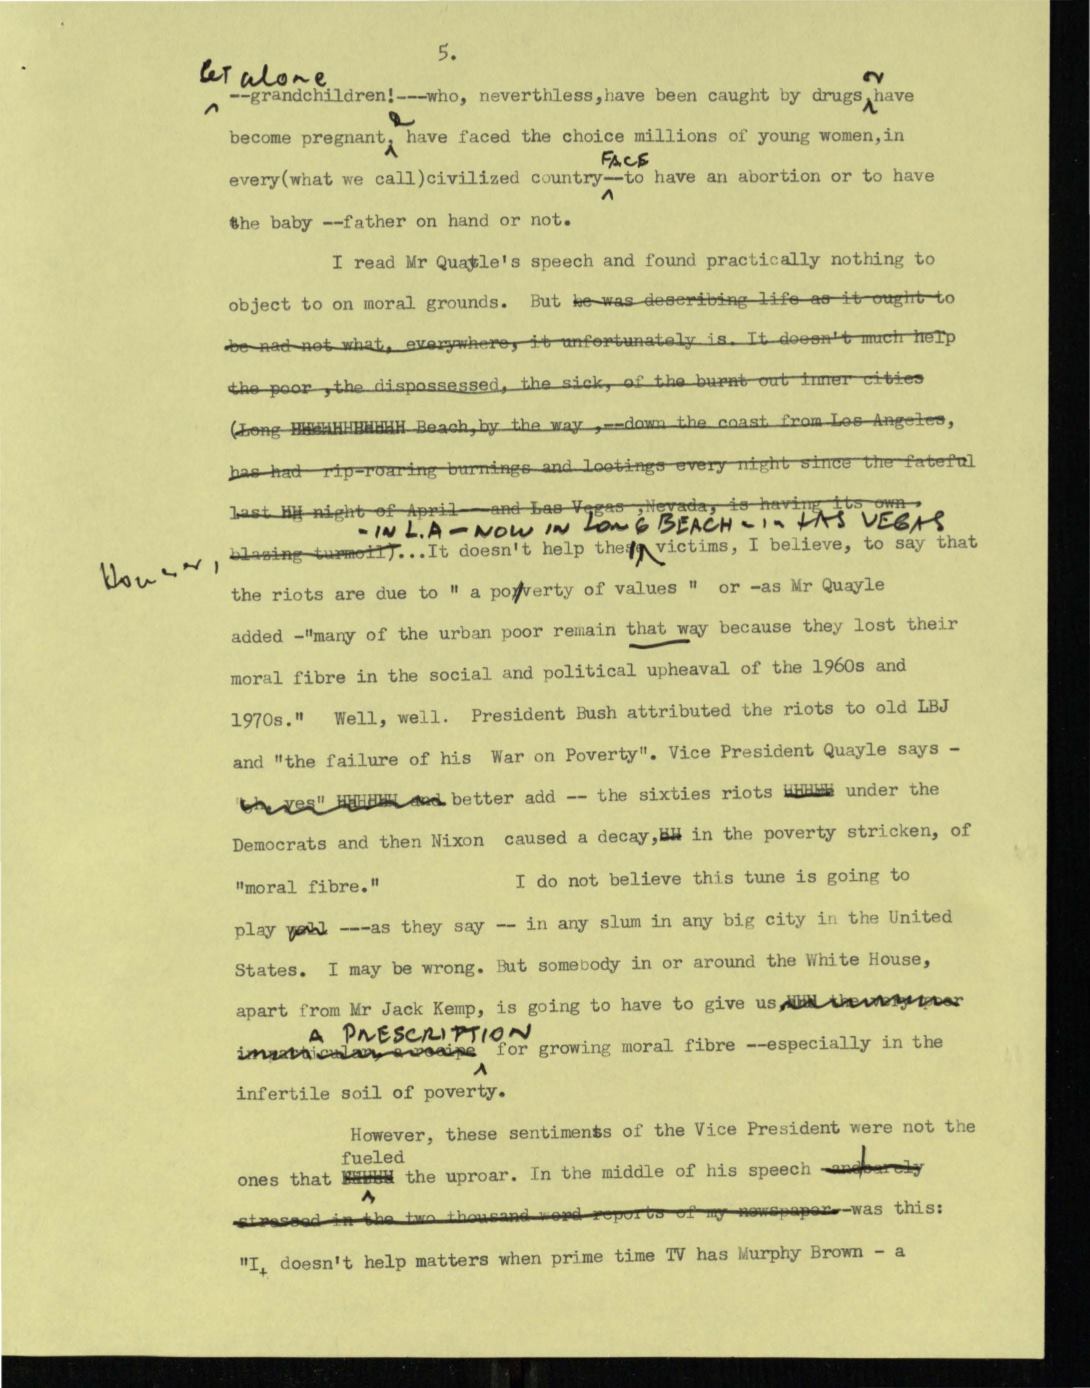 5.
let alone
--grandchildren!---who, neverthless,have been caught by drugs, or have
become pregnant, & have faced the choice millions of young women,in
FACE
every(what we call)civilized country--to have an abortion or to have
the baby --father on hand or not.
I read Mr Quayle's speech and found practically nothing to
object to on moral grounds. But he was describing life as it ought to
be nad not what, everywhere, it unfortunately is. It doesn't much help
the poor ,the dispossessed, the sick, of the burnt out inner cities
(Long HHHHHHHHHHH Beach,by the way ,--down the coast from Los Angeles,
has had rip-roaring burnings and lootings every night since the fateful
last HH night of April--and Las Vegas ,Nevada, is having its own
- IN L.A - NOW IN LONG BEACH - in LAS VEGAS
However, blazing turmoil)...It doesn't help these victims, I believe, to say that
the riots are due to " a poverty of values " or -as Mr Quayle
added -"many of the urban poor remain that way because they lost their
moral fibre in the social and political upheaval of the 1960s and
1970s." Well, well. President Bush attributed the riots to old LBJ
and "the failure of his War on Poverty". Vice President Quayle says -
"oh yes" HHHHHH and better add -- the sixties riots HHHHH under the
Democrats and then Nixon caused a decay,HH in the poverty stricken, of
"moral fibre." I do not believe this tune is going to
play well ---as they say -- in any slum in any big city in the United
States. I may be wrong. But somebody in or around the White House,
apart from Mr Jack Kemp, is going to have to give us, HHH the very poor
A PRESCRIPTION
in particular, a recipe for growing moral fibre --especially in the
infertile soil of poverty.
However, these sentiments of the Vice President were not the
fueled
ones that HHHHH the uproar. In the middle of his speech -and barely
stressed in the two thousand word reports of my newspaper--was this:
"It doesn't help matters when prime time TV has Murphy Brown - a